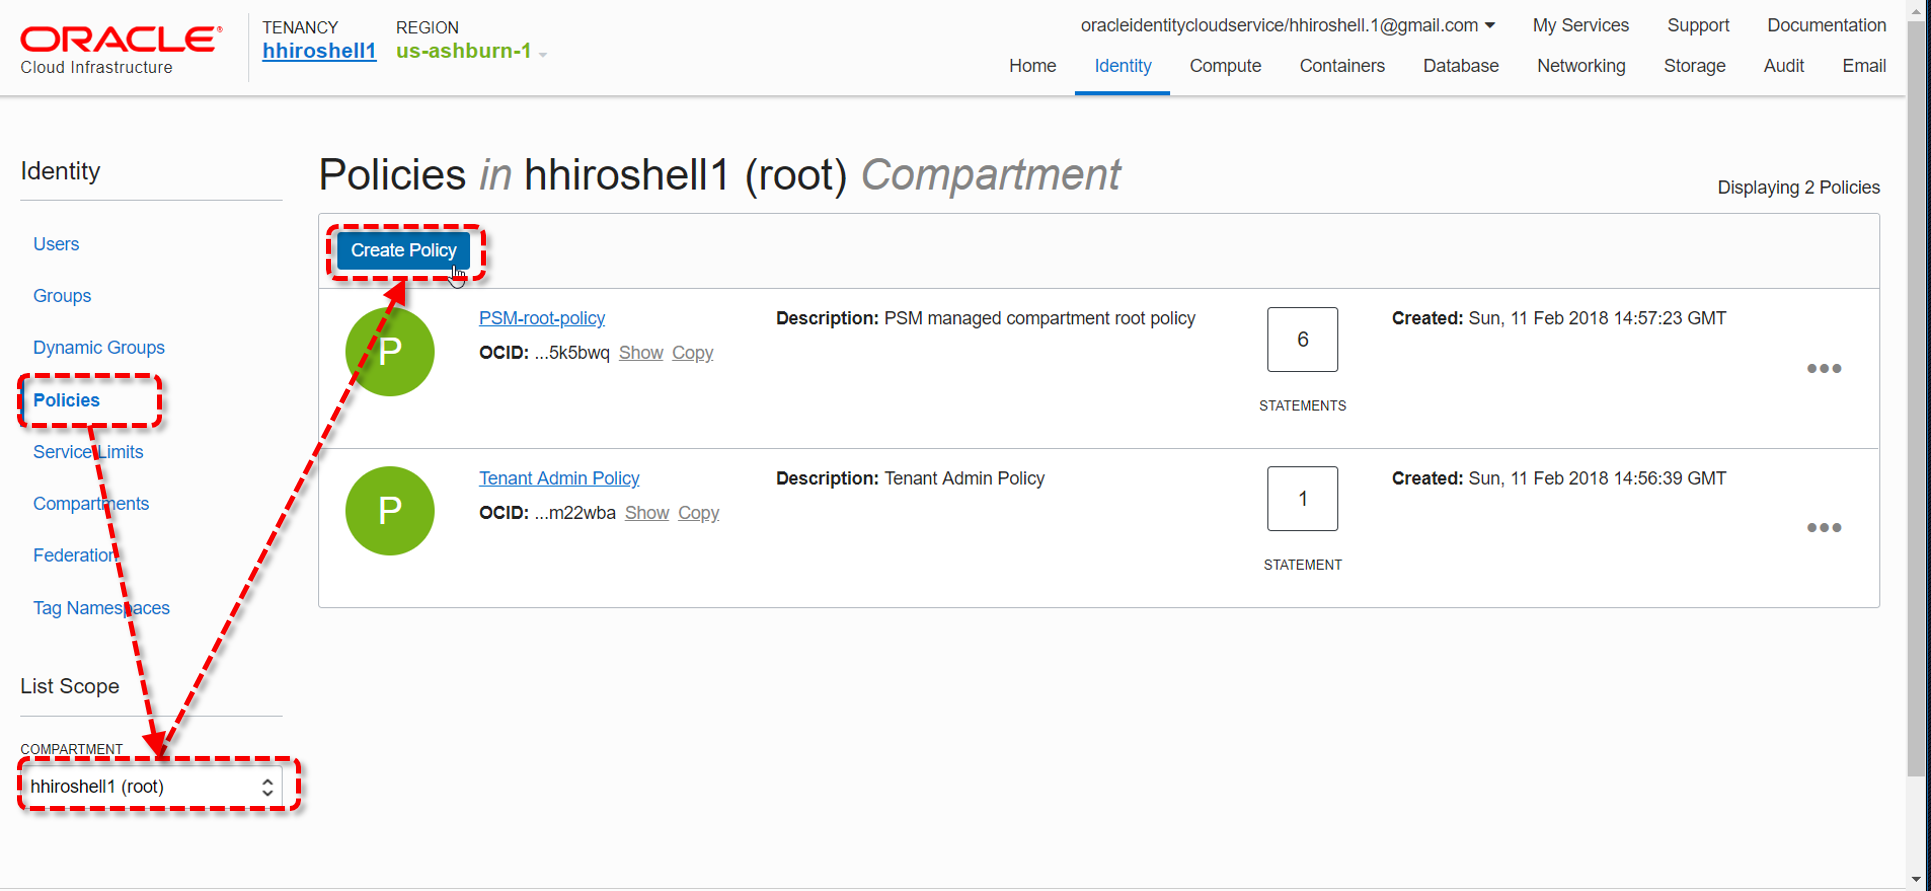 ORACLE®
Cloud Infrastructure
TENANCY
hhiroshell1
REGION
us-ashburn-1
oracleidentitycloudservice/hhiroshell.1@gmail.com
My Services
Support
Documentation
Home
Identity
Compute
Containers
Database
Networking
Storage
Audit
Email
Identity
Users
Groups
Dynamic Groups
Policies
Service Limits
Compartments
Federation
Tag Namespaces
List Scope
COMPARTMENT
hhiroshell1 (root)
Policies in hhiroshell1 (root) Compartment
Displaying 2 Policies
Create Policy
P
PSM-root-policy
OCID: ...5k5bwq Show Copy
Description: PSM managed compartment root policy
6
STATEMENTS
Created: Sun, 11 Feb 2018 14:57:23 GMT
P
Tenant Admin Policy
OCID: ...m22wba Show Copy
Description: Tenant Admin Policy
1
STATEMENT
Created: Sun, 11 Feb 2018 14:56:39 GMT